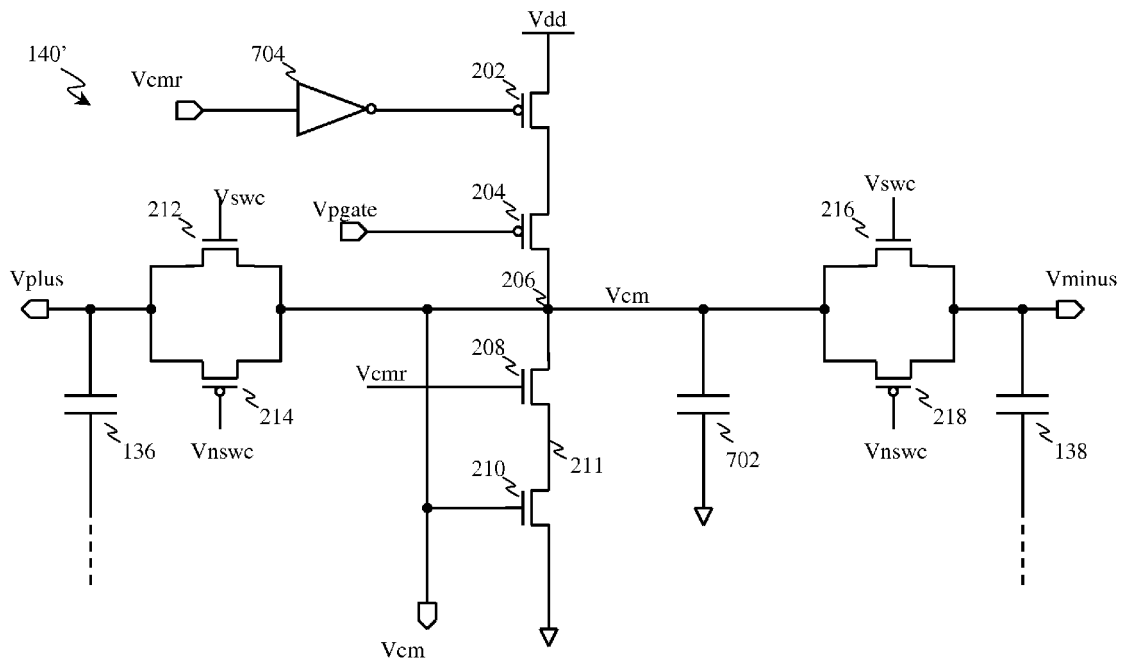 Vdd
140’
704
202
Vcmr
204
Vswc
212
Vpgate
Vswc
216
Vplus
206
Vcm
Vminus
208
Vcmr
214
218
136
Vnswc
210
211
702
Vnswc
138
Vcm